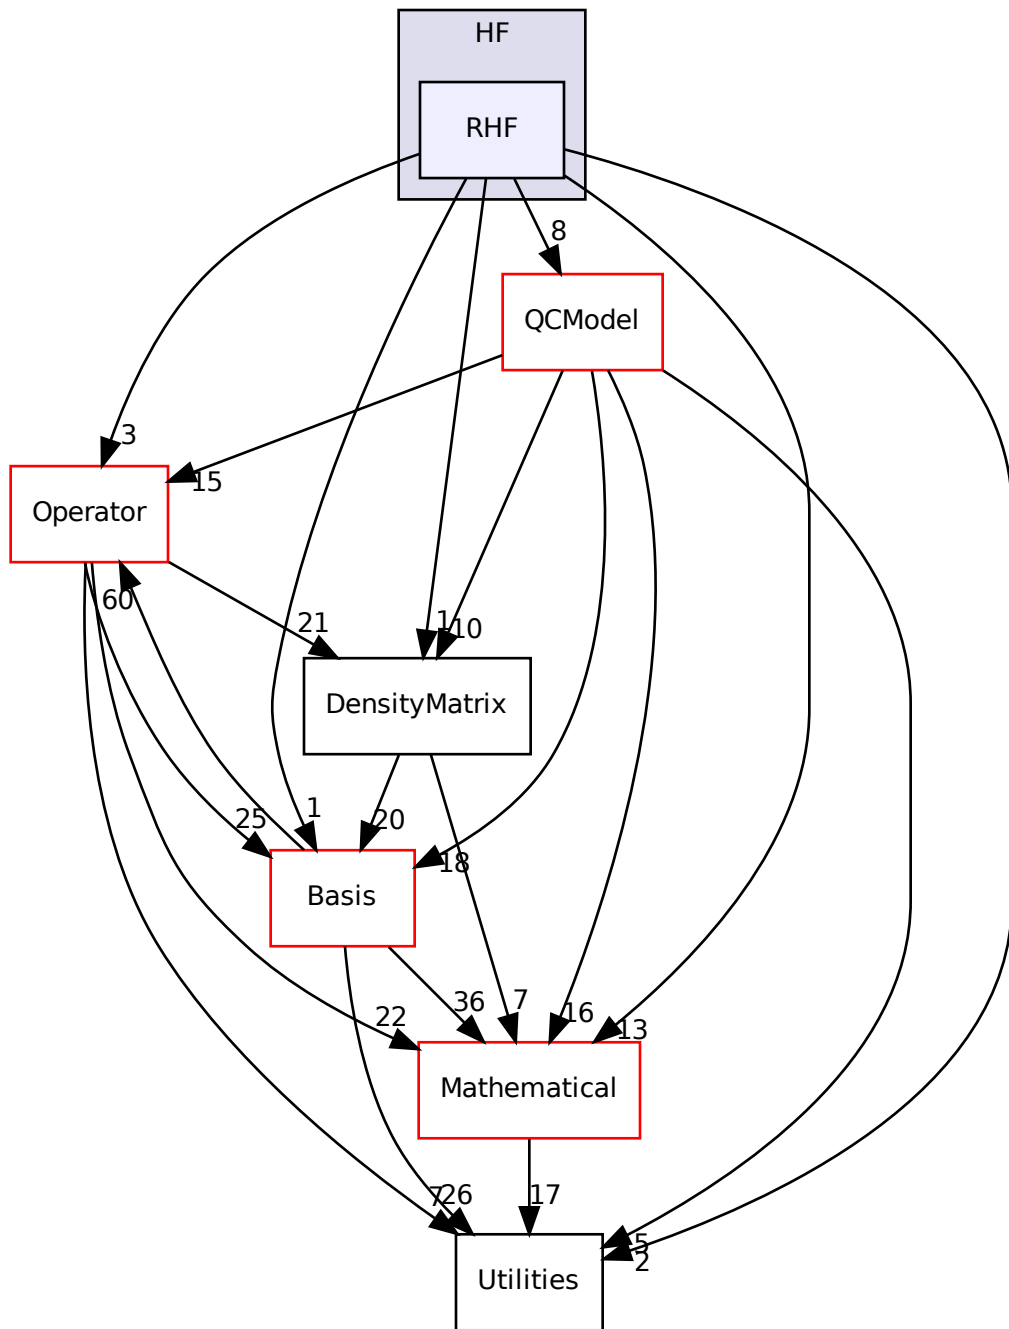 HF
RHF
8
QCModel
3
15
Operator
60
21
1
10
DensityMatrix
25
1
20
18
Basis
22
36
7
16
13
Mathematical
7
26
17
5
2
Utilities